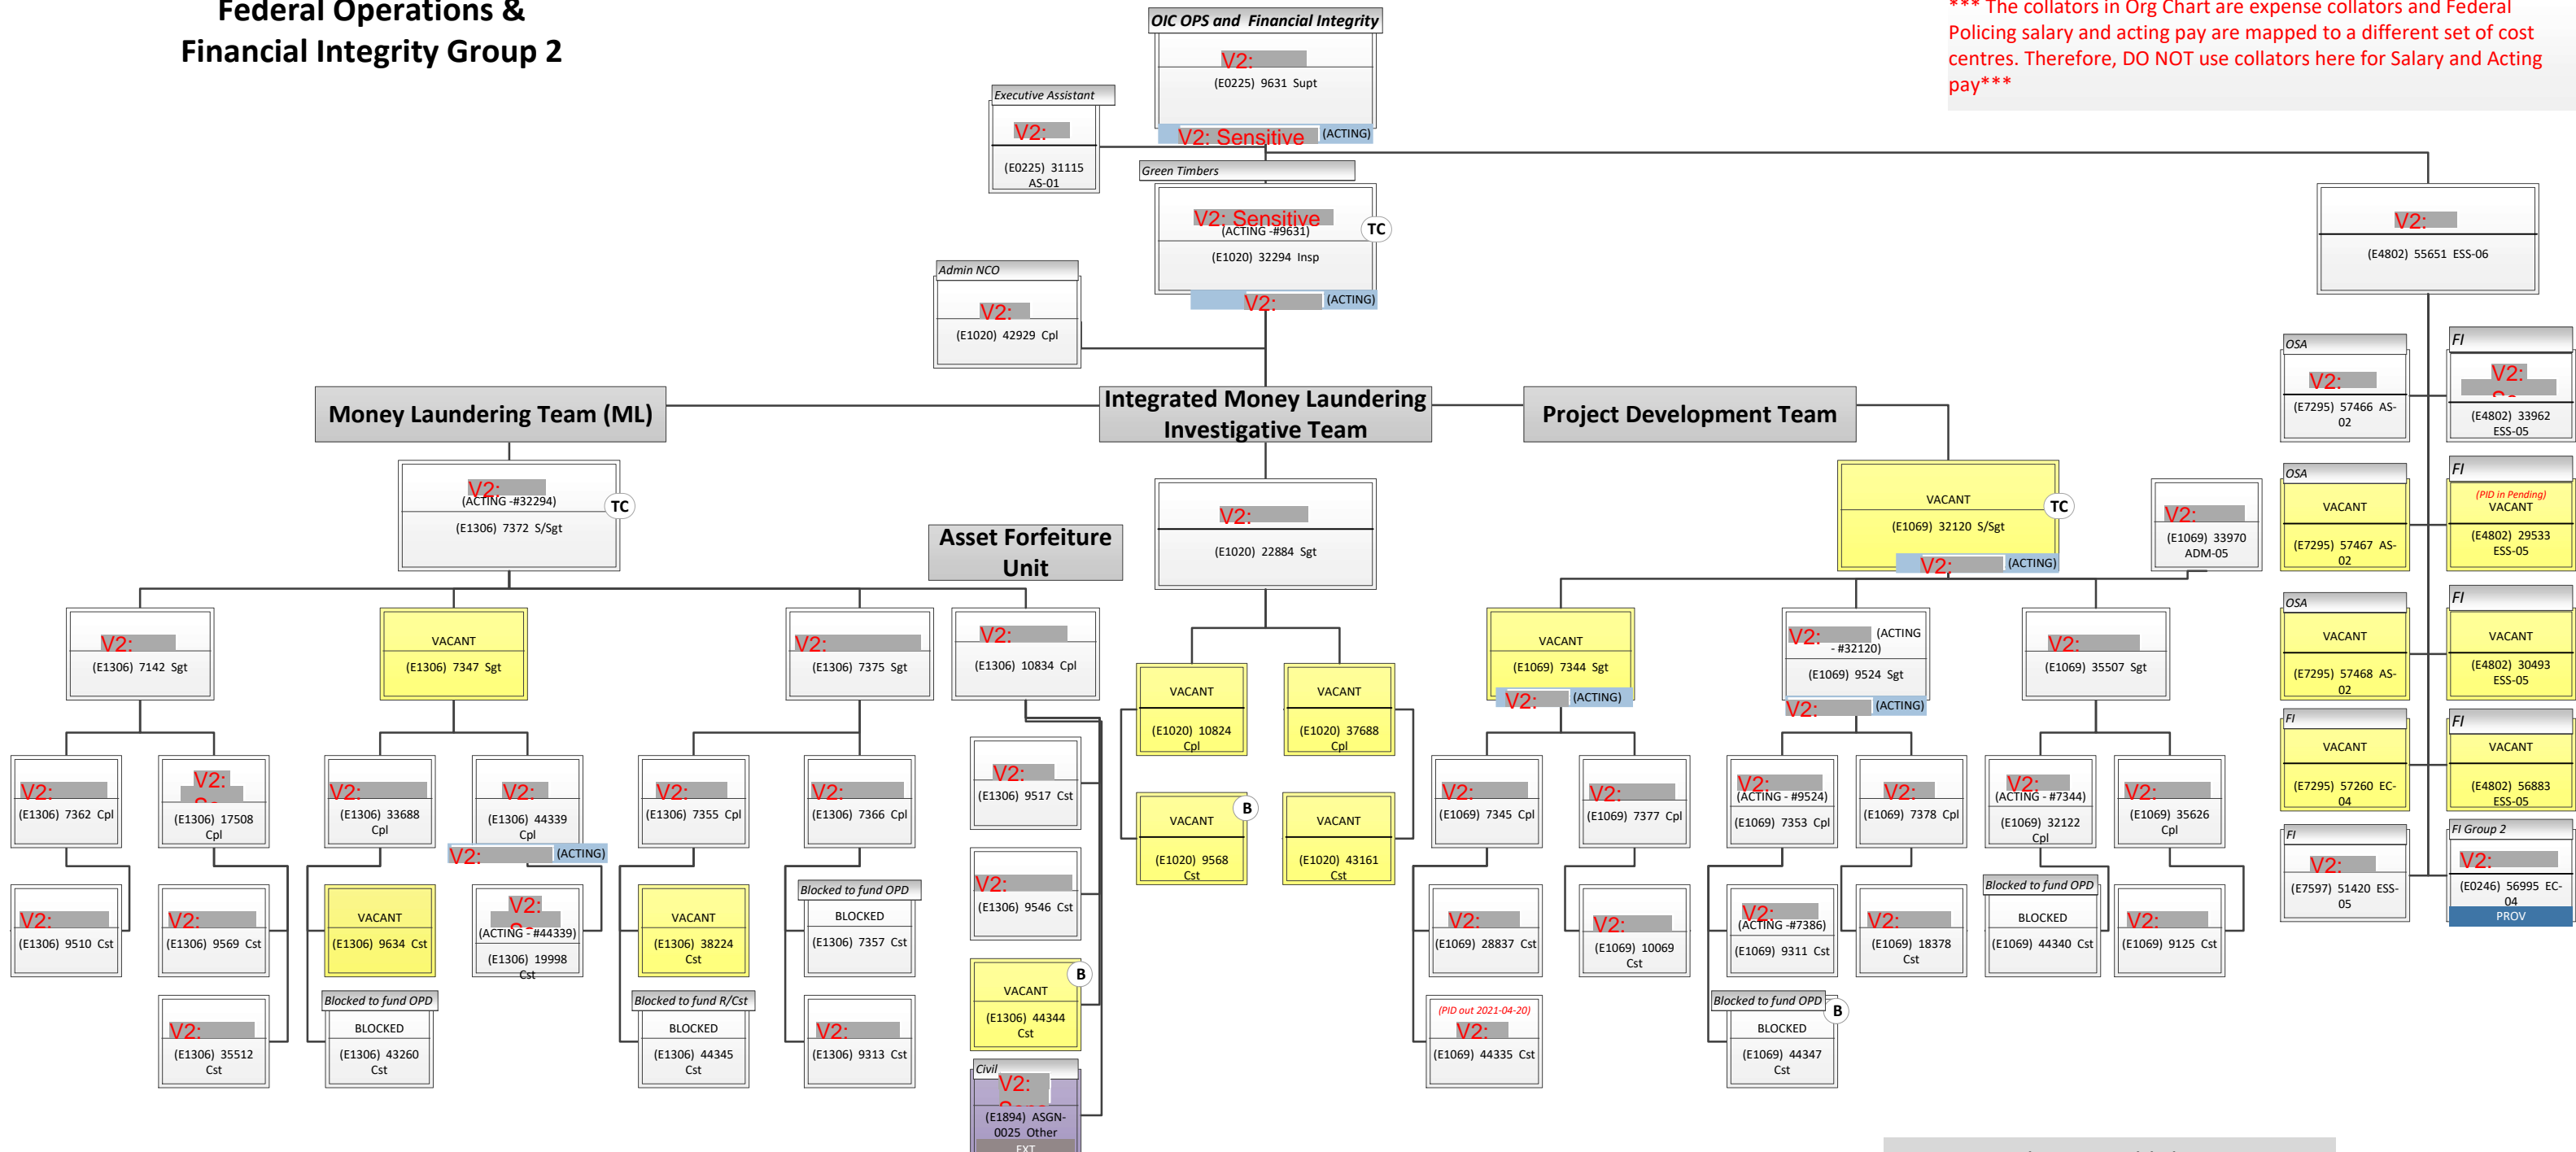 Federal Operations &
Financial Integrity Group 2
*** The collators in Org Chart are expense collators and Federal
Policing salary and acting pay are mapped to a different set of cost
centres. Therefore, DO NOT use collators here for Salary and Acting
pay***
OIC OPS and Financial Integrity
V2:
(E0225) 9631 Supt
V2: Sensitive (ACTING)
Executive Assistant
V2:
(E0225) 31115
AS-01
Green Timbers
V2: Sensitive
(ACTING -#9631)
TC
(E1020) 32294 Insp
V2: (ACTING)
Admin NCO
V2:
(E1020) 42929 Cpl
V2:
(E4802) 55651 ESS-06
Money Laundering Team (ML)
Integrated Money Laundering
Investigative Team
Project Development Team
V2:
(ACTING -#32294)
TC
(E1306) 7372 S/Sgt
Asset Forfeiture
Unit
V2:
(E1020) 22884 Sgt
VACANT
TC
(E1069) 32120 S/Sgt
V2: (ACTING)
V2:
(E1069) 33970
ADM-05
OSA
V2:
(E7295) 57466 AS-
02
FI
V2:
(E4802) 33962
ESS-05
OSA
VACANT
(E7295) 57467 AS-
02
FI
(PID in Pending)
VACANT
(E4802) 29533
ESS-05
OSA
VACANT
(E7295) 57468 AS-
02
FI
VACANT
(E4802) 30493
ESS-05
FI
VACANT
(E7295) 57260 EC-
04
FI
VACANT
(E4802) 56883
ESS-05
FI
V2:
(E7597) 51420 ESS-
05
FI Group 2
V2:
(E0246) 56995 EC-
04
PROV
V2:
(E1306) 7142 Sgt
VACANT
(E1306) 7347 Sgt
V2:
(E1306) 7375 Sgt
V2:
(E1306) 10834 Cpl
VACANT
(E1020) 10824
Cpl
VACANT
(E1020) 37688
Cpl
VACANT
B
(E1020) 9568
Cst
VACANT
(E1020) 43161
Cst
VACANT
(E1069) 7344 Sgt
V2: (ACTING)
V2: (ACTING
- #32120)
(E1069) 9524 Sgt
V2: (ACTING)
V2:
(E1069) 35507 Sgt
V2:
(E1306) 7362 Cpl
V2:
(E1306) 17508
Cpl
V2:
(E1306) 33688
Cpl
V2:
(E1306) 44339
Cpl
V2: (ACTING)
V2:
(E1306) 7355 Cpl
V2:
(E1306) 7366 Cpl
V2:
(E1306) 9517 Cst
V2:
(E1306) 9546 Cst
VACANT
B
(E1306) 44344
Cst
Civil
V2:
(E1894) ASGN-
0025 Other
EXT
V2:
(E1069) 7345 Cpl
V2:
(E1069) 7377 Cpl
V2:
(ACTING - #9524)
(E1069) 7353 Cpl
V2:
(E1069) 7378 Cpl
V2:
(ACTING - #7344)
(E1069) 32122
Cpl
V2:
(E1069) 35626
Cpl
V2:
(E1306) 9510 Cst
V2:
(E1306) 9569 Cst
VACANT
(E1306) 9634 Cst
V2:
(ACTING - #44339)
(E1306) 19998
Cst
VACANT
(E1306) 38224
Cst
Blocked to fund OPD
BLOCKED
(E1306) 7357 Cst
V2:
(E1069) 28837 Cst
V2:
(E1069) 10069
Cst
V2:
(ACTING -#7386)
(E1069) 9311 Cst
V2:
(E1069) 18378
Cst
Blocked to fund OPD
BLOCKED
(E1069) 44340 Cst
V2:
(E1069) 9125 Cst
V2:
(E1306) 35512
Cst
Blocked to fund OPD
BLOCKED
(E1306) 43260
Cst
Blocked to fund R/Cst
BLOCKED
(E1306) 44345
Cst
V2:
(E1306) 9313 Cst
(PID out 2021-04-20)
V2:
(E1069) 44335 Cst
Blocked to fund OPD
B
BLOCKED
(E1069) 44347
Cst